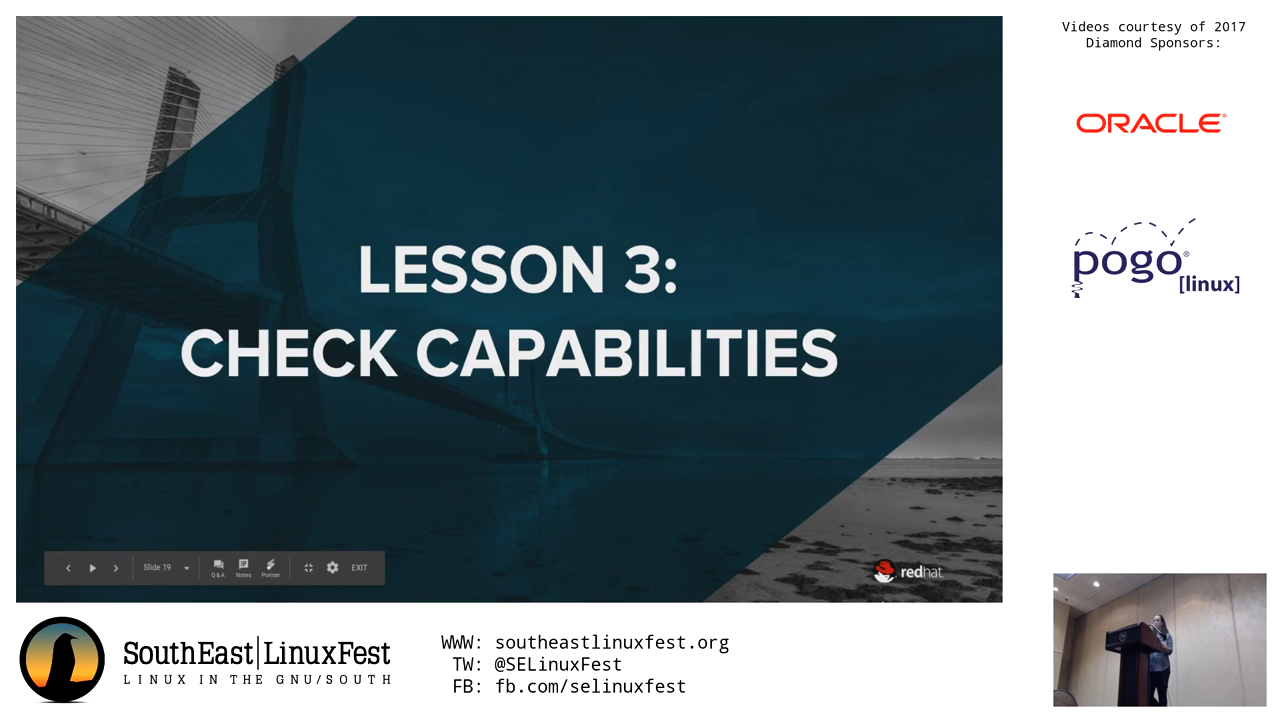 Videos courtesy of 2017
Diamond Sponsors:
ORACLE®
pogo®
[linux]
LESSON 3:
CHECK CAPABILITIES
Slide 19
Q & A
Notes
Pointer
EXIT
redhat.
SouthEast|LinuxFest
LINUX IN THE GNU/SOUTH
WWW: southeastlinuxfest.org
TW: @SELinuxFest
FB: fb.com/selinuxfest